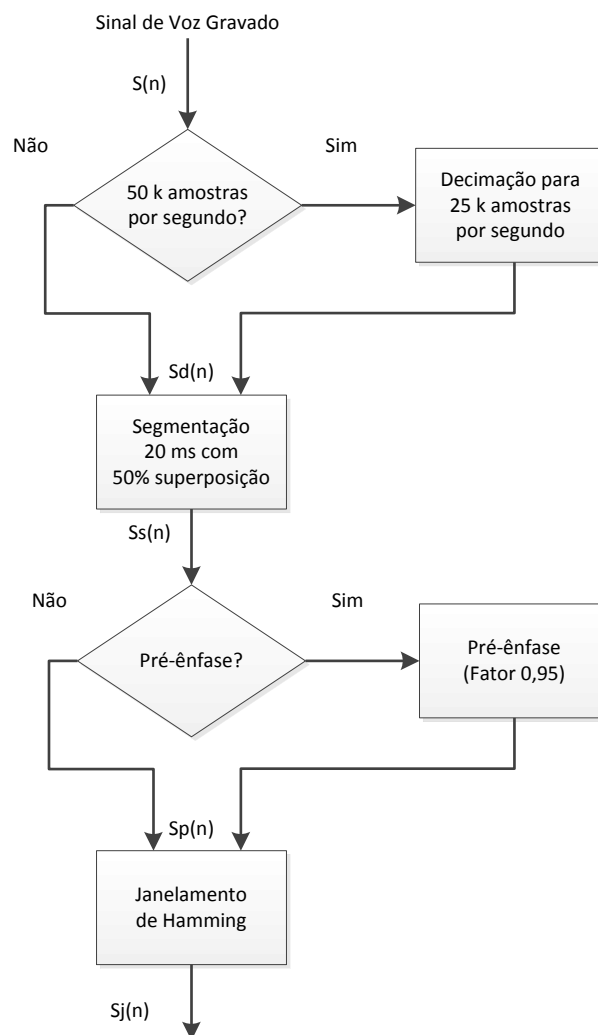 Sinal de Voz Gravado
S(n)
Não
Sim
50 k amostras
por segundo?
Decimação para
25 k amostras
por segundo
Sd(n)
Segmentação
20 ms com
50% superposição
Ss(n)
Não
Sim
Pré-ênfase?
Pré-ênfase
(Fator 0,95)
Sp(n)
Janelamento
de Hamming
Sj(n)